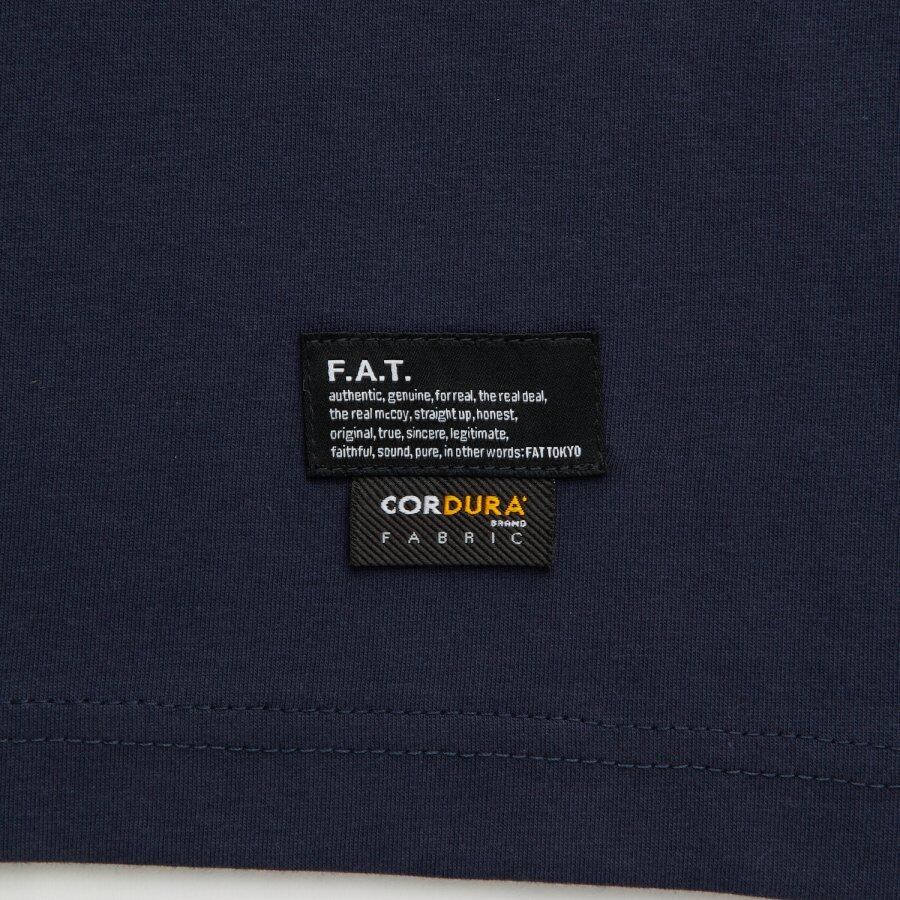 F.A.T.
authentic, genuine, for real, the real deal,
the real mccoy, straight up, honest,
original, true, sincere, legitimate,
faithful, sound, pure, in other words: FAT TOKYO
CORDURA
BRAND
FABRIC